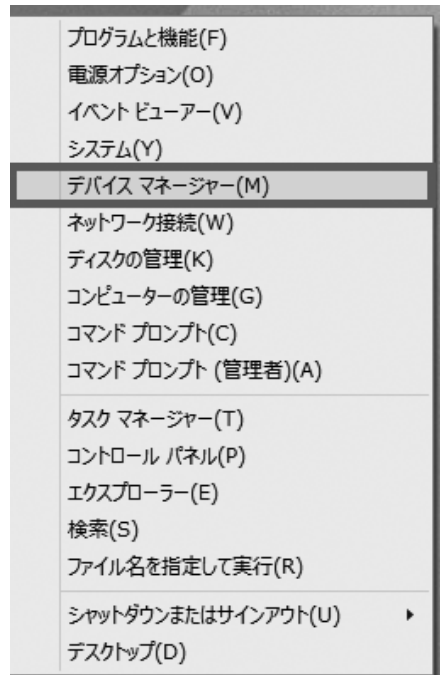 プログラムと機能(F)
電源オプション(O)
イベント ビューアー(V)
システム(Y)
デバイス マネージャー(M)
ネットワーク接続(W)
ディスクの管理(K)
コンピューターの管理(G)
コマンド プロンプト(C)
コマンド プロンプト (管理者)(A)
タスク マネージャー(T)
コントロール パネル(P)
エクスプローラー(E)
検索(S)
ファイル名を指定して実行(R)
シャットダウンまたはサインアウト(U)
デスクトップ(D)